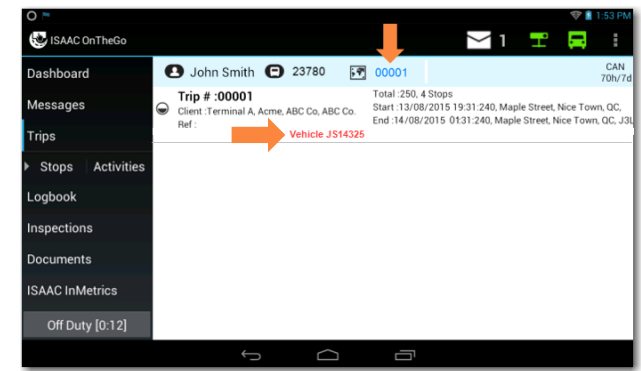 1:53 PM
ISAAC OnTheGo
1
Dashboard
John Smith 23780 00001
CAN
70h/7d
Messages
Trip # :00001
Client :Terminal A, Acme, ABC Co, ABC Co.
Ref :
Vehicle JS14325
Total :250, 4 Stops
Start :13/08/2015 19:31:240, Maple Street, Nice Town, QC,
End :14/08/2015 01:31:240, Maple Street, Nice Town, QC, J3L
Trips
Stops Activities
Logbook
Inspections
Documents
ISAAC InMetrics
Off Duty [0:12]